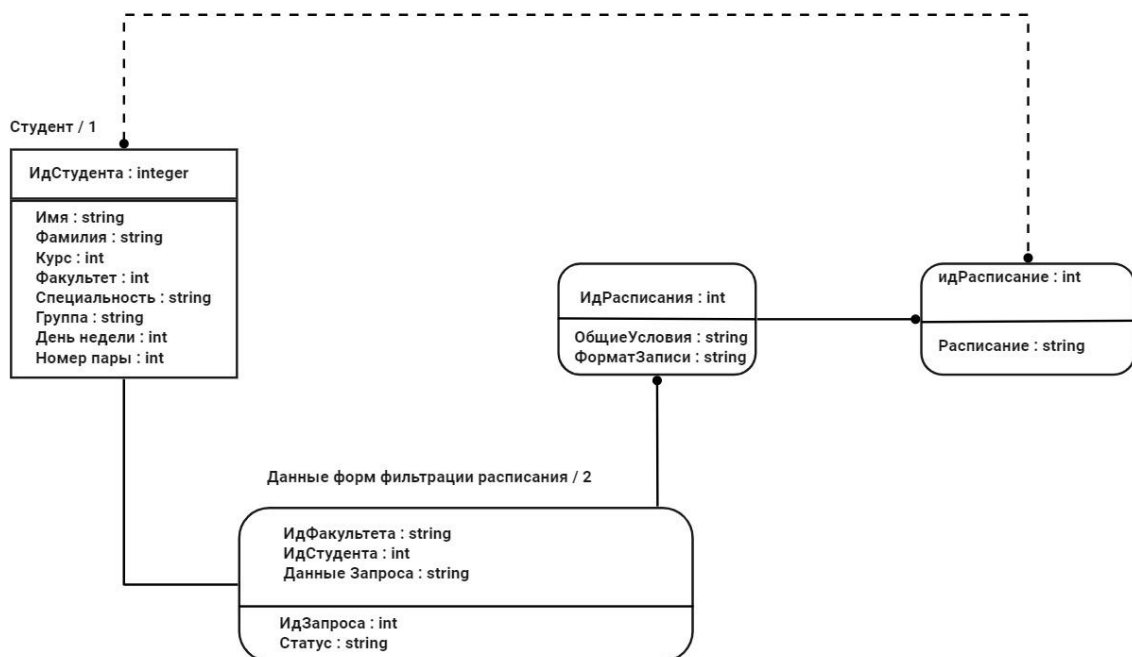 Студент / 1
ИдСтудента : integer
Имя : string
Фамилия : string
Курс : int
Факультет : int
Специальность : string
Группа : string
День недели : int
Номер пары : int
ИдРасписания : int
ОбщиеУсловия : string
ФорматЗаписи : string
идРасписание : int
Расписание : string
Данные форм фильтрации расписания / 2
ИдФакультета : string
ИдСтудента : int
Данные Запроса : string
ИдЗапроса : int
Статус : string